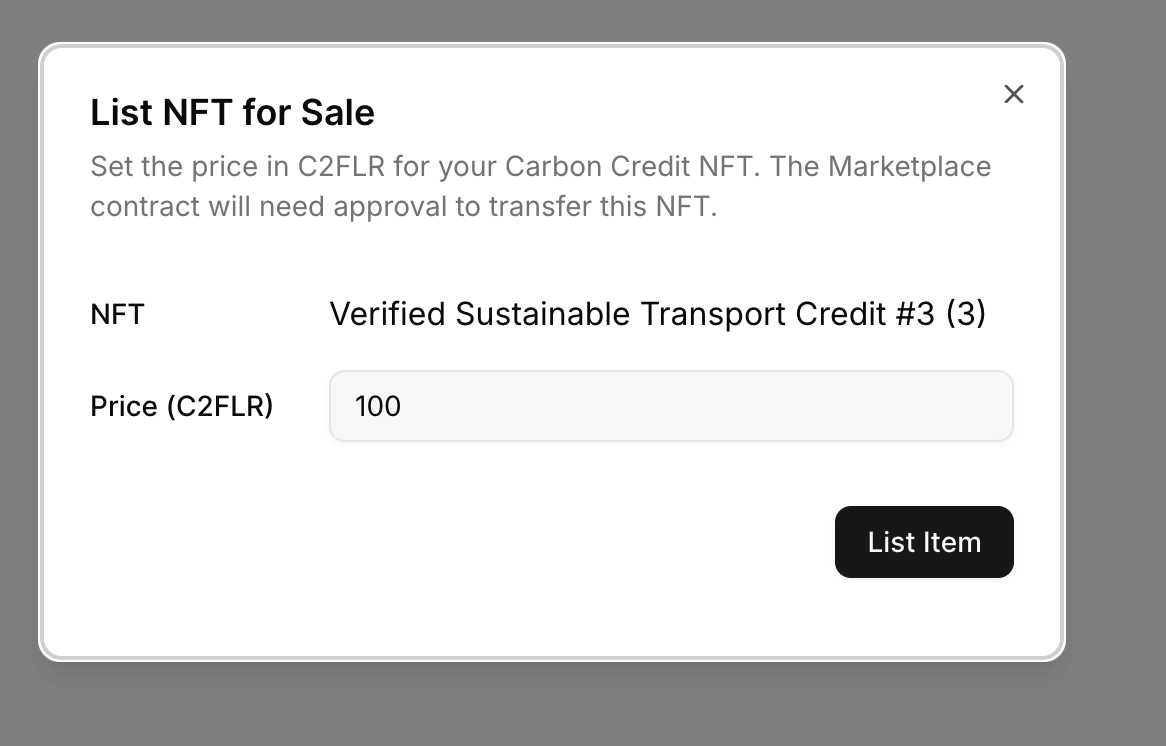 List NFT for Sale
Set the price in C2FLR for your Carbon Credit NFT. The Marketplace
contract will need approval to transfer this NFT.
NFT
Verified Sustainable Transport Credit #3 (3)
Price (C2FLR)
100
List Item